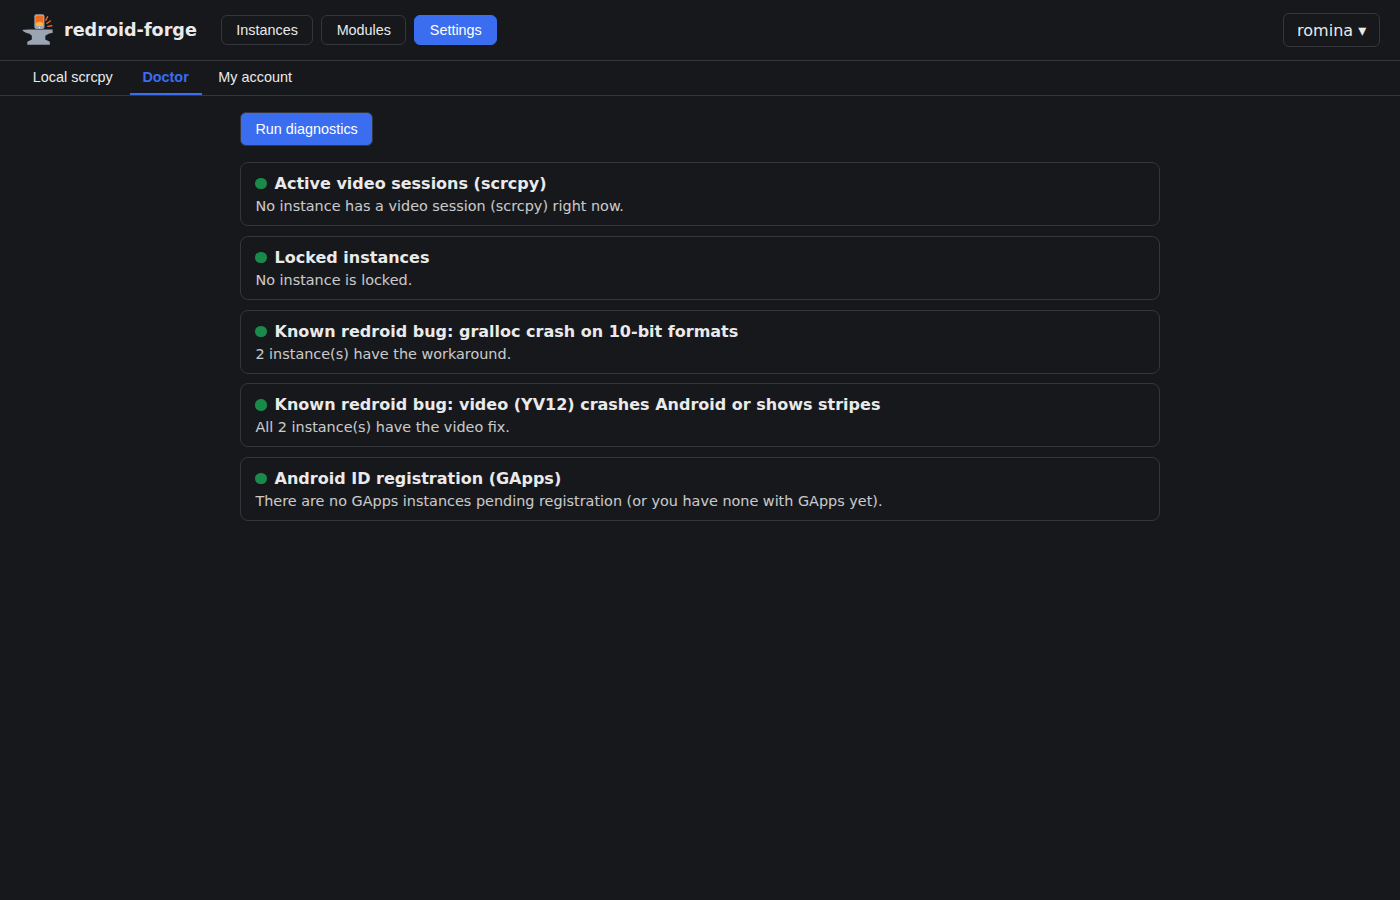 redroid-forge
Instances
Modules
Settings
romina ▾
Local scrcpy
Doctor
My account
Run diagnostics
Active video sessions (scrcpy)
No instance has a video session (scrcpy) right now.
Locked instances
No instance is locked.
Known redroid bug: gralloc crash on 10-bit formats
2 instance(s) have the workaround.
Known redroid bug: video (YV12) crashes Android or shows stripes
All 2 instance(s) have the video fix.
Android ID registration (GApps)
There are no GApps instances pending registration (or you have none with GApps yet).